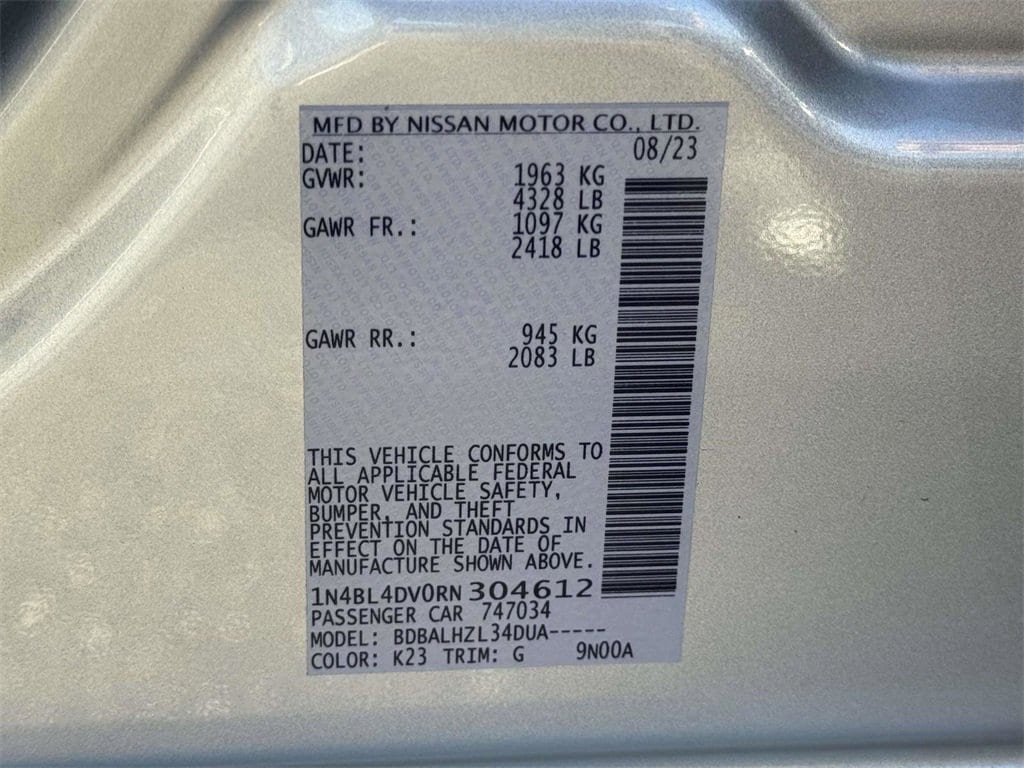 MFD BY NISSAN MOTOR CO., LTD.
DATE: 08/23
GVWR: 1963 KG
4328 LB
GAWR FR.: 1097 KG
2418 LB
GAWR RR.: 945 KG
2083 LB
THIS VEHICLE CONFORMS TO
ALL APPLICABLE FEDERAL
MOTOR VEHICLE SAFETY,
BUMPER, AND THEFT
PREVENTION STANDARDS IN
EFFECT ON THE DATE OF
MANUFACTURE SHOWN ABOVE.
1N4BL4DV0RN 304612
PASSENGER CAR 747034
MODEL: BDBALHZL34DUA-----
COLOR: K23 TRIM: G 9N00A